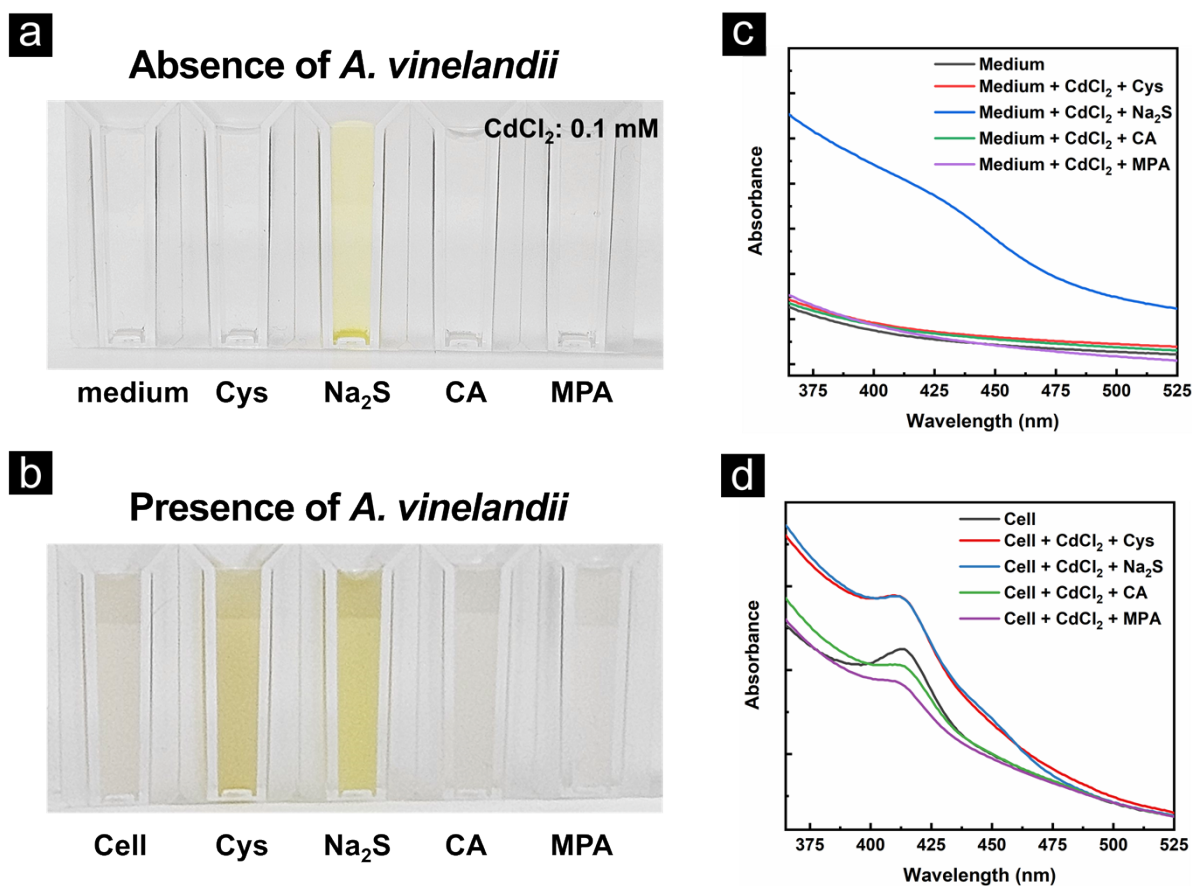 a
Absence of A. vinelandii
CdCl₂: 0.1 mM
medium Cys Na₂S CA MPA
b
Presence of A. vinelandii
Cell Cys Na₂S CA MPA
c
Medium
Medium + CdCl₂ + Cys
Medium + CdCl₂ + Na₂S
Medium + CdCl₂ + CA
Medium + CdCl₂ + MPA
Absorbance
375 400 425 450 475 500 525
Wavelength (nm)
d
Cell
Cell + CdCl₂ + Cys
Cell + CdCl₂ + Na₂S
Cell + CdCl₂ + CA
Cell + CdCl₂ + MPA
Absorbance
375 400 425 450 475 500 525
Wavelength (nm)